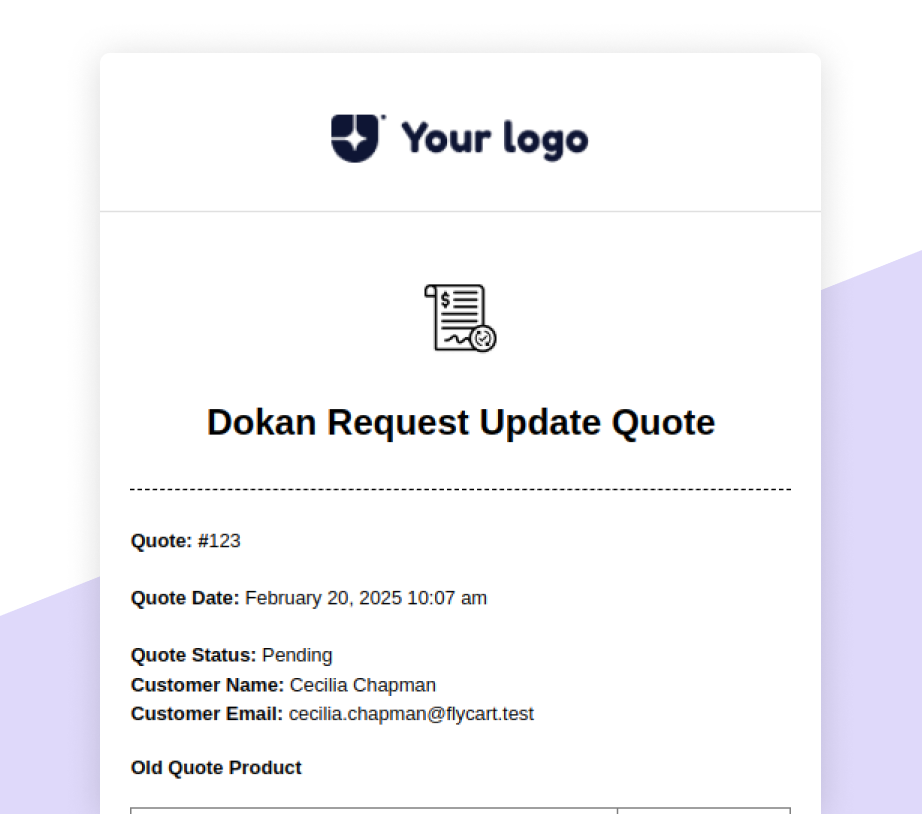 Your logo
$
Dokan Request Update Quote
Quote: #123
Quote Date: February 20, 2025 10:07 am
Quote Status: Pending
Customer Name: Cecilia Chapman
Customer Email: cecilia.chapman@flycart.test
Old Quote Product